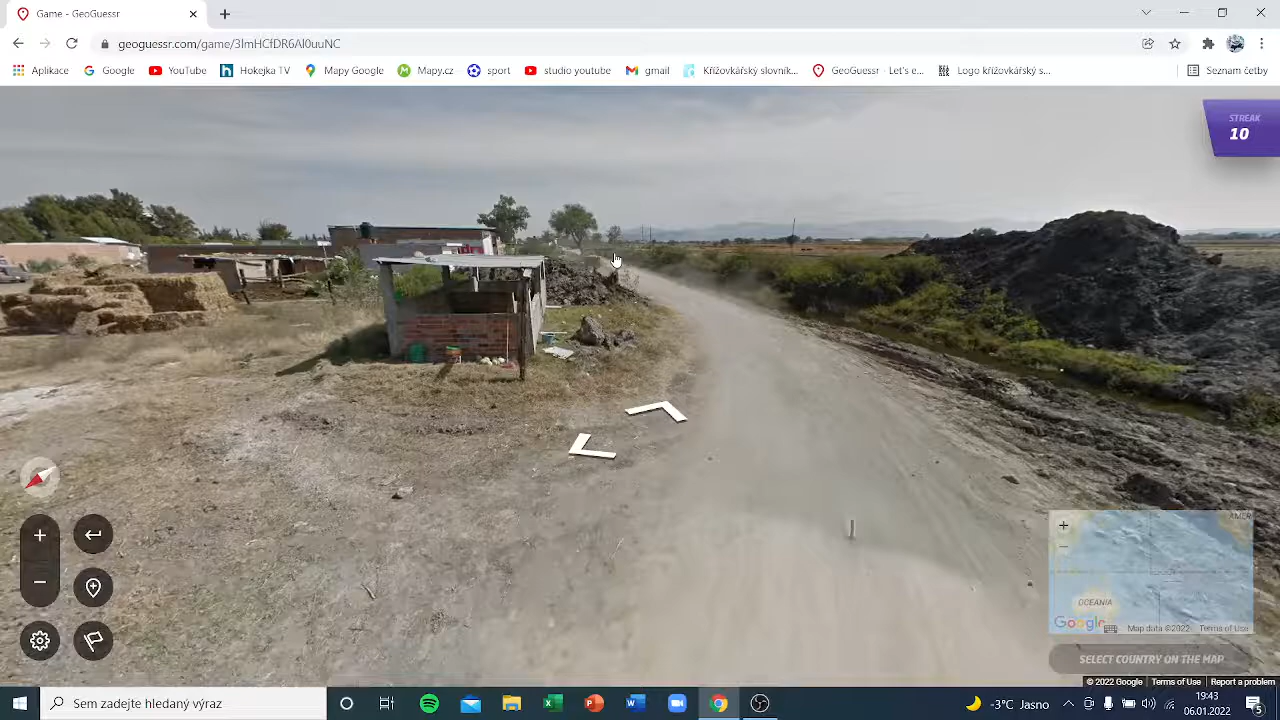 Game - GeoGuessr
geoguessr.com/game/3lmHCfDR6Al0uuNC
Aplikace
Google
YouTube
Hokejka TV
Mapy Google
Mapy.cz
sport
studio youtube
gmail
Křížovkářský slovník...
GeoGuessr - Let's e...
Logo křížovkářský s...
Seznam četby
STREAK
10
AMER
OCEANIA
Google
Map data ©2022
Terms of Use
SELECT COUNTRY ON THE MAP
© 2022 Google
Terms of Use
Report a problem
Sem zadejte hledaný výraz
-3°C Jasno
19:43
06.01.2022